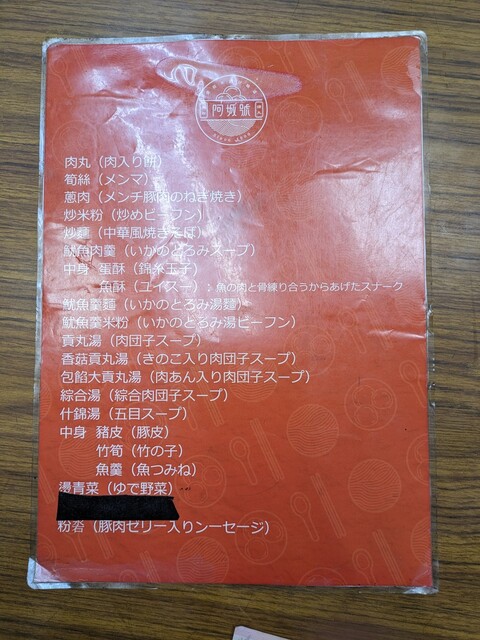 阿城號
肉丸（肉入り餅）
筍絲（メンマ）
蔥肉（メンチ豚肉のねぎ焼き）
炒米粉（炒めビーフン）
炒麵（中華風焼きそば）
魷魚肉羹（いかのとろみスープ）
中身 蛋酥（錦糸玉子）
魚酥（ユイスー）：魚の肉と骨練り合うからあげたスナーク
魷魚羹麵（いかのとろみ湯麺）
魷魚羹米粉（いかのとろみ湯ビーフン）
貢丸湯（肉団子スープ）
香菇貢丸湯（きのこ入り肉団子スープ）
包餡大貢丸湯（肉あん入り肉団子スープ）
綜合湯（綜合肉団子スープ）
什錦湯（五目スープ）
中身 豬皮（豚皮）
竹筍（竹の子）
魚羹（魚つみね）
燙青菜（ゆで野菜）
粉肴（豚肉ゼリー入りンーセージ）